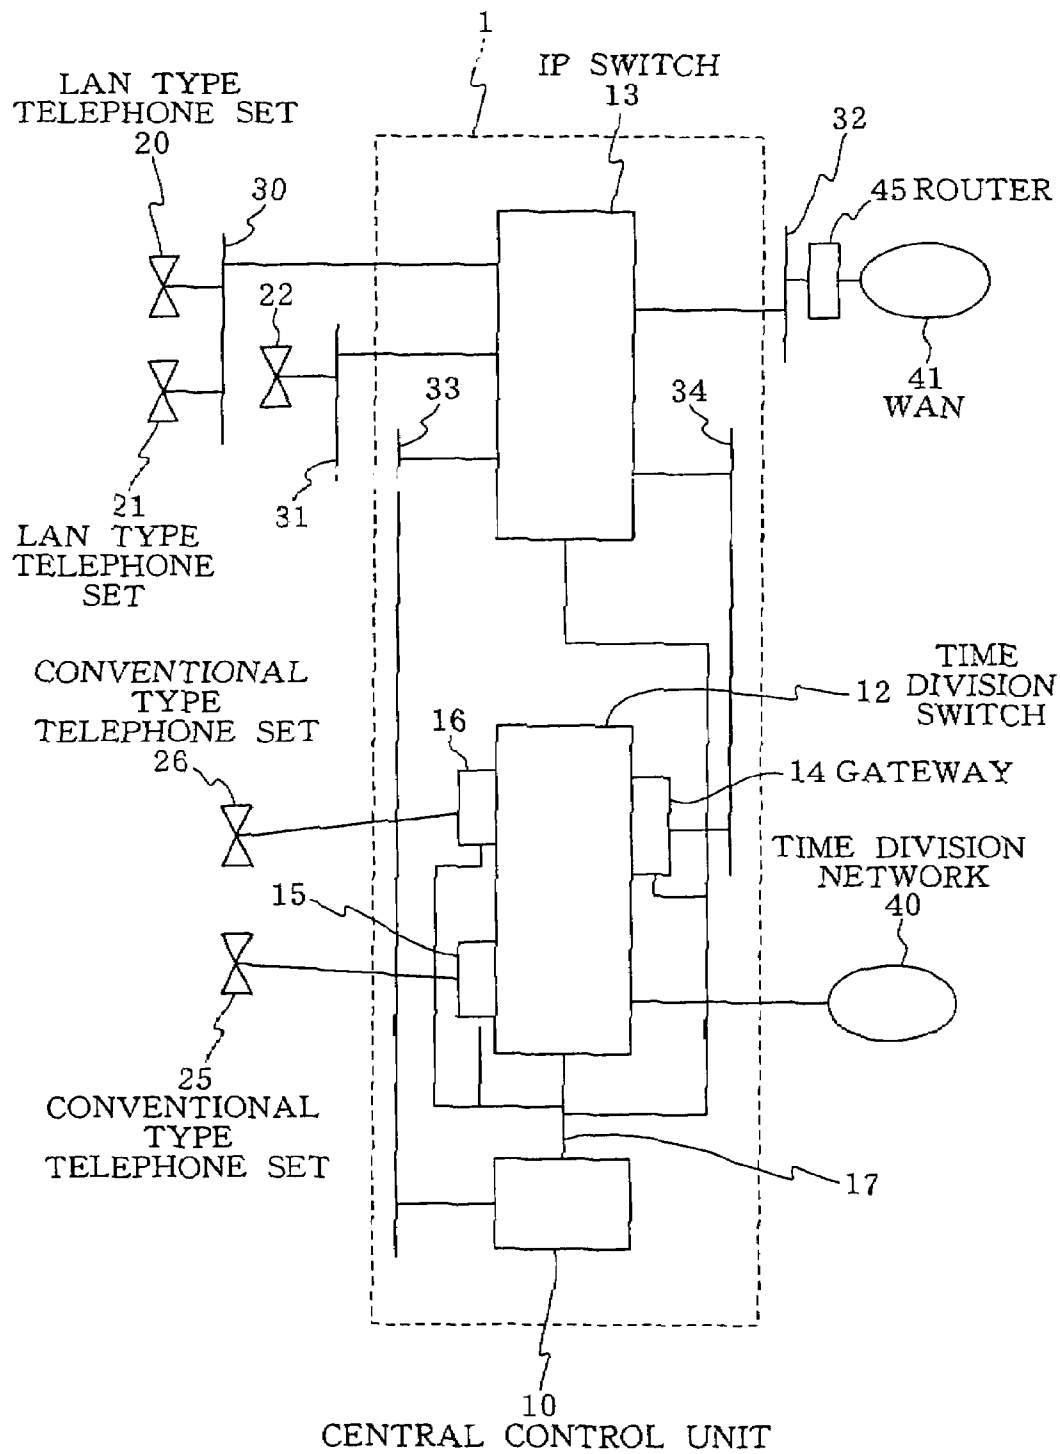 1
IP SWITCH
13
LAN TYPE
TELEPHONE SET
20
32
30
45 ROUTER
22
33
34
41
WAN
21
LAN TYPE
TELEPHONE
SET
31
CONVENTIONAL
TYPE
TELEPHONE SET
26
16
12
TIME
DIVISION
SWITCH
14 GATEWAY
TIME DIVISION
NETWORK
40
15
25
CONVENTIONAL
TYPE
TELEPHONE SET
17
10
CENTRAL CONTROL UNIT